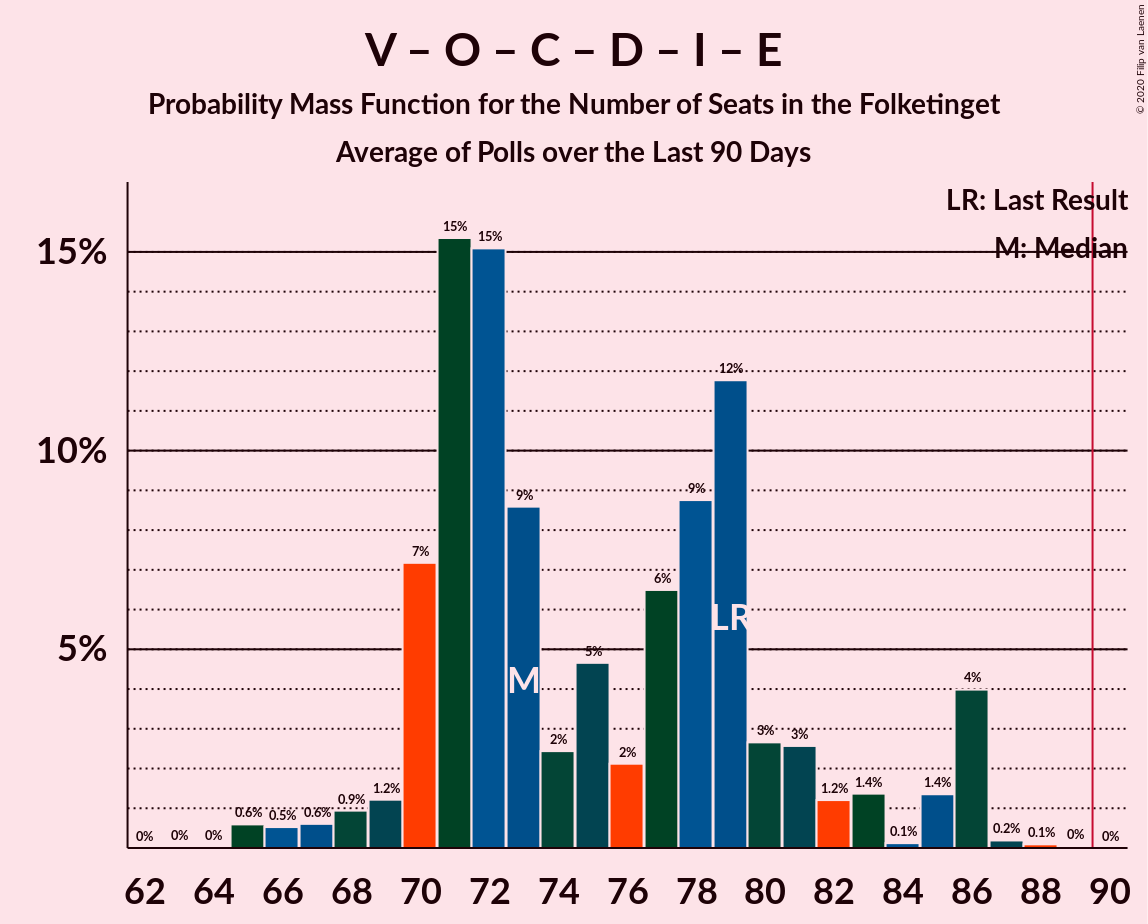 V – O – C – D – I – E
Probability Mass Function for the Number of Seats in the Folketinget
Average of Polls over the Last 90 Days
© 2020 Filip van Laenen
LR: Last Result
M: Median
15%
10%
5%
0% 0% 0% 0.6% 0.5% 0.6% 0.9% 1.2% 7% 15% 15% 9% 2% 5% 2% 6% 9% 12% 3% 3% 1.2% 1.4% 0.1% 1.4% 4% 0.2% 0.1% 0% 0%
M
LR
62 64 66 68 70 72 74 76 78 80 82 84 86 88 90